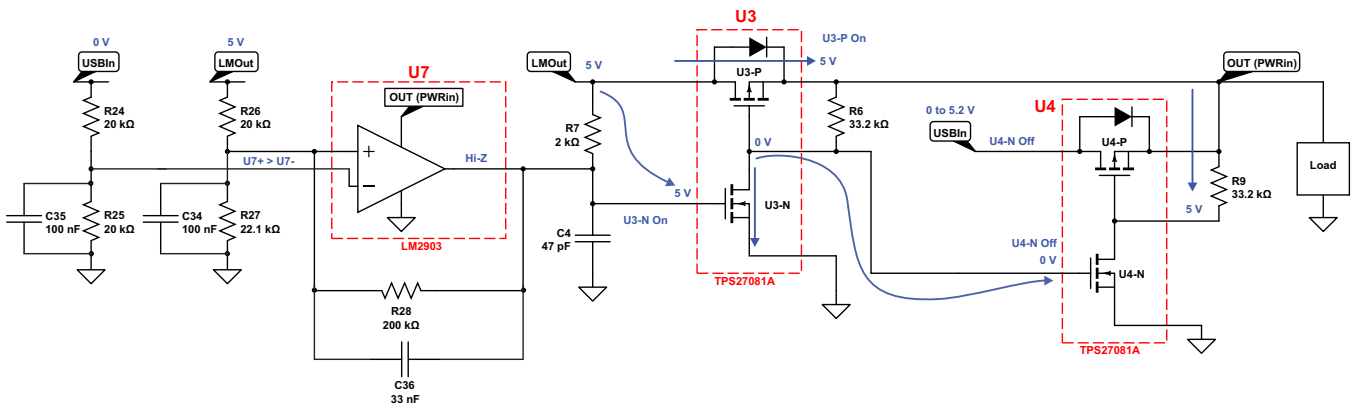 U3
0 V
5 V
USBIn
LMOut
U7
LMOut
5 V
U3-P On
5 V
OUT (PWRin)
U3-P
R24
20 kΩ
R26
20 kΩ
OUT (PWRin)
R7
2 kΩ
R6
33.2 kΩ
0 to 5.2 V
U4
USBIn
U4-N Off
U4-P
+
−
U7+ > U7-
Hi-Z
0 V
Load
R9
33.2 kΩ
5 V
5 V
U3-N
U3-N On
C35
100 nF
R25
20 kΩ
C34
100 nF
R27
22.1 kΩ
LM2903
C4
47 pF
U4-N Off
0 V
U4-N
TPS27081A
R28
200 kΩ
TPS27081A
C36
33 nF